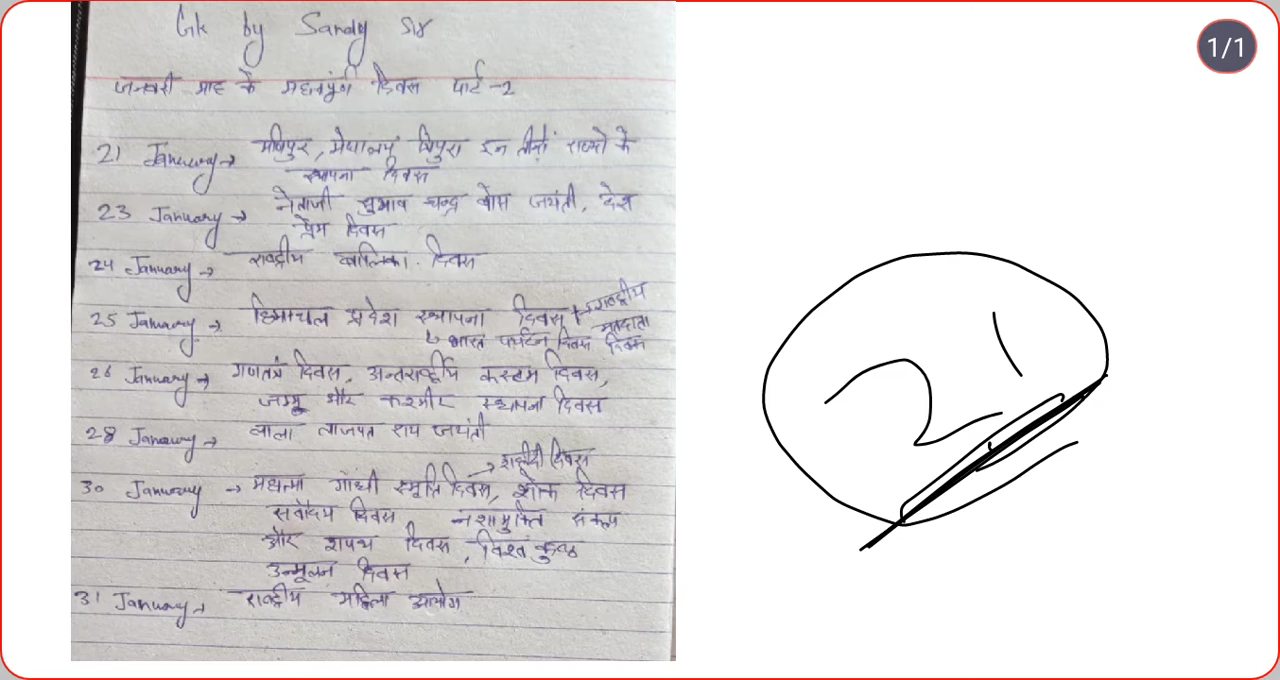 Gk by Sandy sir
जनवरी माह के महत्वपूर्ण दिवस पार्ट -2
21 January → मणिपुर, मेघालय, त्रिपुरा इन तीनों राज्यो के
स्थापना दिवस
23 January → नेताजी सुभाष चन्द्र बोस जयंती, देश
प्रेम दिवस
24 January → राष्ट्रीय बालिका दिवस
25 January → हिमाचल प्रदेश स्थापना दिवस → राष्ट्रीय
मतदाता
↳ भारत पर्यटन दिवस दिवस
26 January → गणतंत्र दिवस, अन्तर्राष्ट्रीय कस्टम दिवस,
जम्मू और कश्मीर स्थापना दिवस
28 January → लाला लाजपत राय जयंती
→ शहीदी दिवस
30 January → महात्मा गांधी स्मृति दिवस, शोक दिवस
सर्वोदय दिवस नशामुक्ति संकल्प
और शपथ दिवस, विश्व कुष्ठ
उन्मूलन दिवस
31 January → राष्ट्रीय महिला आयोग
1/1
21